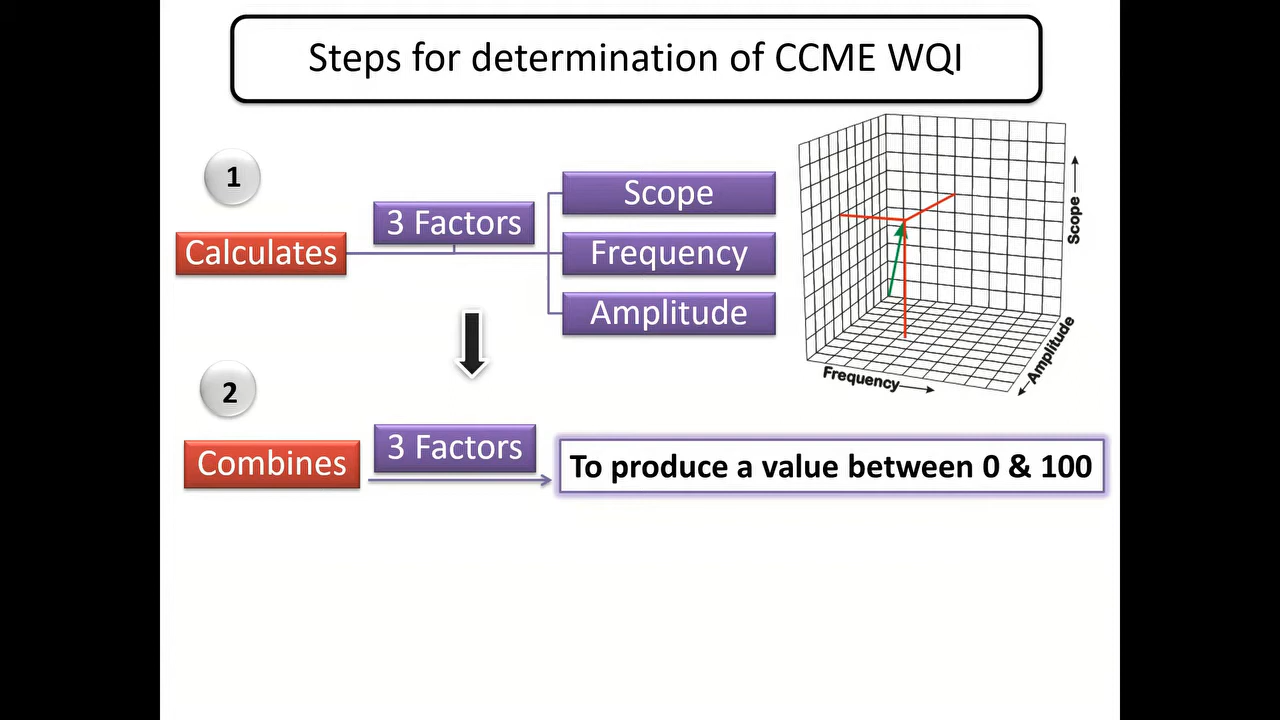 Steps for determination of CCME WQI
1
Calculates
3 Factors
Scope
Frequency
Amplitude
Scope
Amplitude
Frequency
2
Combines
3 Factors
To produce a value between 0 & 100